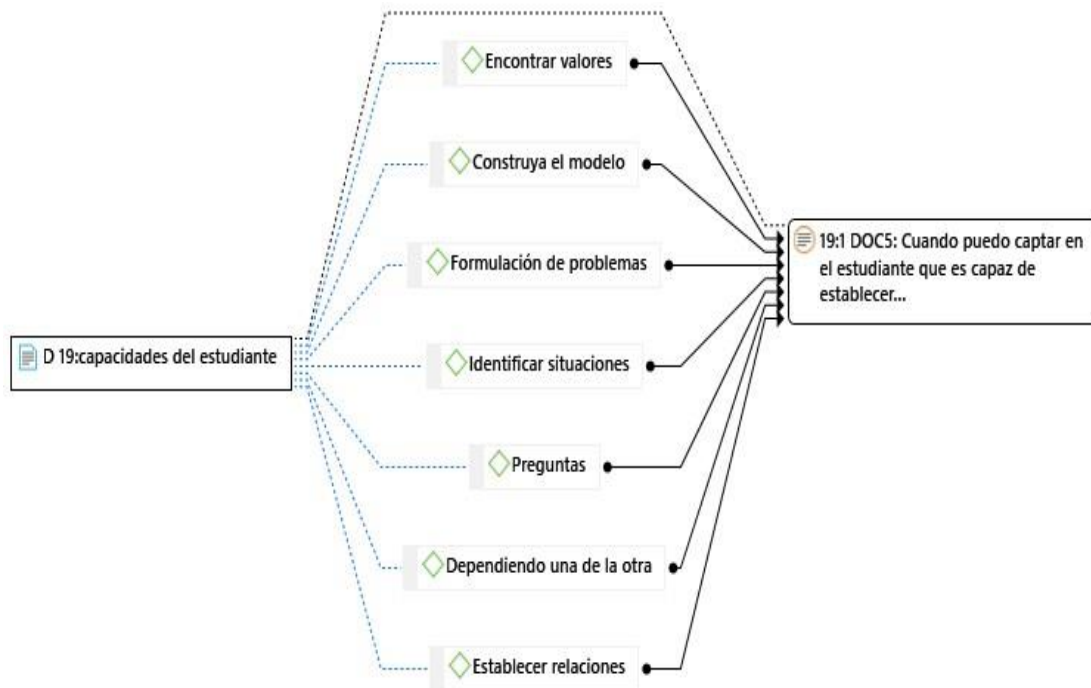 Encontrar valores
Construya el modelo
Formulación de problemas
Identificar situaciones
Preguntas
Dependiendo una de la otra
Establecer relaciones
D 19:capacidades del estudiante
19:1 DOC5: Cuando puedo captar en
el estudiante que es capaz de
establecer...